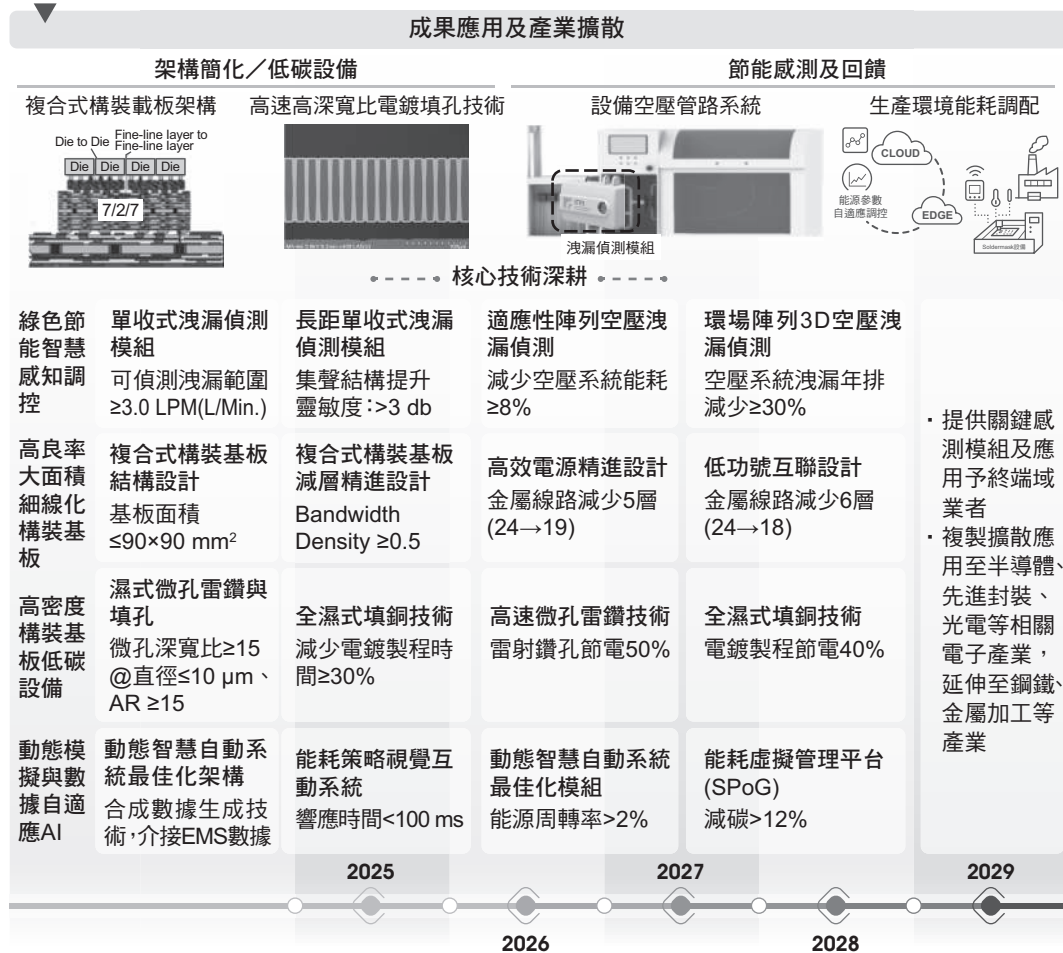 成果應用及產業擴散
架構簡化／低碳設備
節能感測及回饋
複合式構裝載板架構
高速高深寬比電鍍填孔技術
設備空壓管路系統
生產環境能耗調配
Die to Die
Fine-line layer to
Fine-line layer
Die Die Die Die
7/2/7
洩漏偵測模組
CLOUD
能源參數
自適應調控
EDGE
Soldermask設備
核心技術深耕
綠色節
能智慧
感知調
控
單收式洩漏偵測
模組
可偵測洩漏範圍
≥3.0 LPM(L/Min.)
長距單收式洩漏
偵測模組
集聲結構提升
靈敏度：>3 db
適應性陣列空壓洩
漏偵測
減少空壓系統能耗
≥8%
環場陣列3D空壓洩
漏偵測
空壓系統洩漏年排
減少≥30%
高良率
大面積
細線化
構裝基
板
複合式構裝基板
結構設計
基板面積
≤90×90 mm²
複合式構裝基板
減層精進設計
Bandwidth
Density ≥0.5
高效電源精進設計
金屬線路減少5層
(24→19)
低功號互聯設計
金屬線路減少6層
(24→18)
高密度
構裝基
板低碳
設備
濕式微孔雷鑽與
填孔
微孔深寬比≥15
@直徑≤10 µm、
AR ≥15
全濕式填銅技術
減少電鍍製程時
間≥30%
高速微孔雷鑽技術
雷射鑽孔節電50%
全濕式填銅技術
電鍍製程節電40%
動態模
擬與數
據自適
應AI
動態智慧自動系
統最佳化架構
合成數據生成技
術，介接EMS數據
能耗策略視覺互
動系統
響應時間<100 ms
動態智慧自動系統
最佳化模組
能源周轉率>2%
能耗虛擬管理平台
(SPoG)
減碳>12%
・提供關鍵感
測模組及應
用予終端域
業者
・複製擴散應
用至半導體、
先進封裝、
光電等相關
電子產業，
延伸至鋼鐵、
金屬加工等
產業
2025
2027
2029
2026
2028